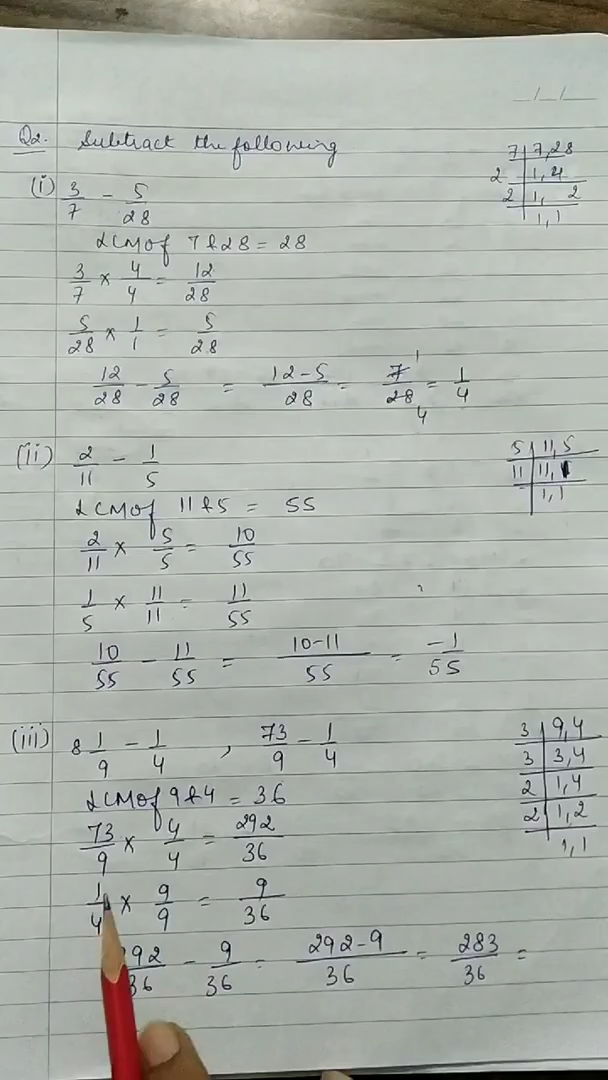 _/_/_
Q2. Subtract the following
7 | 7,28
2 | 1,4
2 | 1, 2
1,1
(i) 3/7 - 5/28
LCM of 7 & 28 = 28
3/7 × 4/4 = 12/28
5/28 × 1/1 = 5/28
12/28 - 5/28 = 12-5/28 = 7/28 = 1/4
1
4
(ii) 2/11 - 1/5
5 | 11,5
11 | 11,1
1,1
LCM of 11 & 5 = 55
2/11 × 5/5 = 10/55
1/5 × 11/11 = 11/55
10/55 - 11/55 = 10-11/55 = -1/55
(iii) 8 1/9 - 1/4 , 73/9 - 1/4
3 | 9,4
3 | 3,4
2 | 1,4
2 | 1,2
1,1
LCM of 9 & 4 = 36
73/9 × 4/4 = 292/36
1/4 × 9/9 = 9/36
92/36 - 9/36 = 292-9/36 = 283/36 =